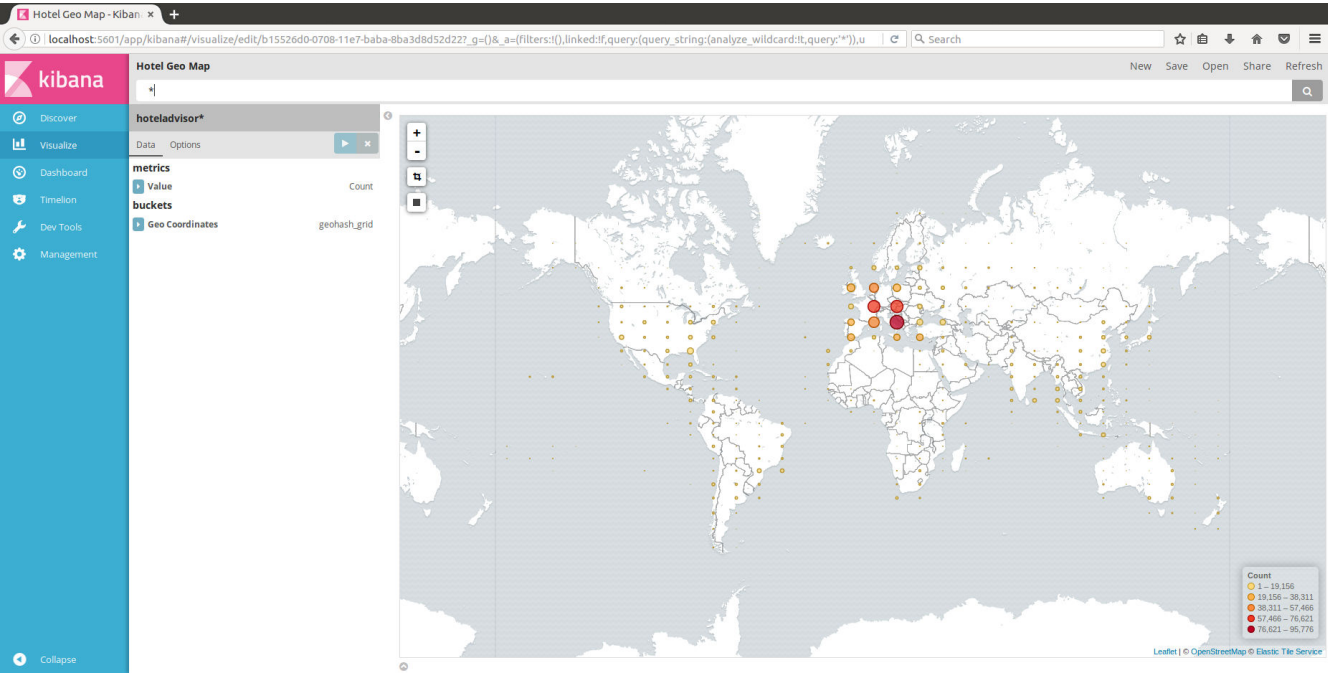 Hotel Geo Map - Kiban
localhost:5601/app/kibana#/visualize/edit/b15526d0-0708-11e7-baba-8ba3d8d52d22?_g=()&_a=(filters:!(),linked:!f,query:(query_string:(analyze_wildcard:!t,query:'*')),u
Search
kibana
Hotel Geo Map
New Save Open Share Refresh
*
Discover
Visualize
Dashboard
Timelion
Dev Tools
Management
Collapse
hoteladvisor*
Data Options
metrics
Value Count
buckets
Geo Coordinates geohash_grid
+
-
Count
1 – 19,156
19,156 – 38,311
38,311 – 57,466
57,466 – 76,621
76,621 – 95,776
Leaflet | © OpenStreetMap © Elastic Tile Service